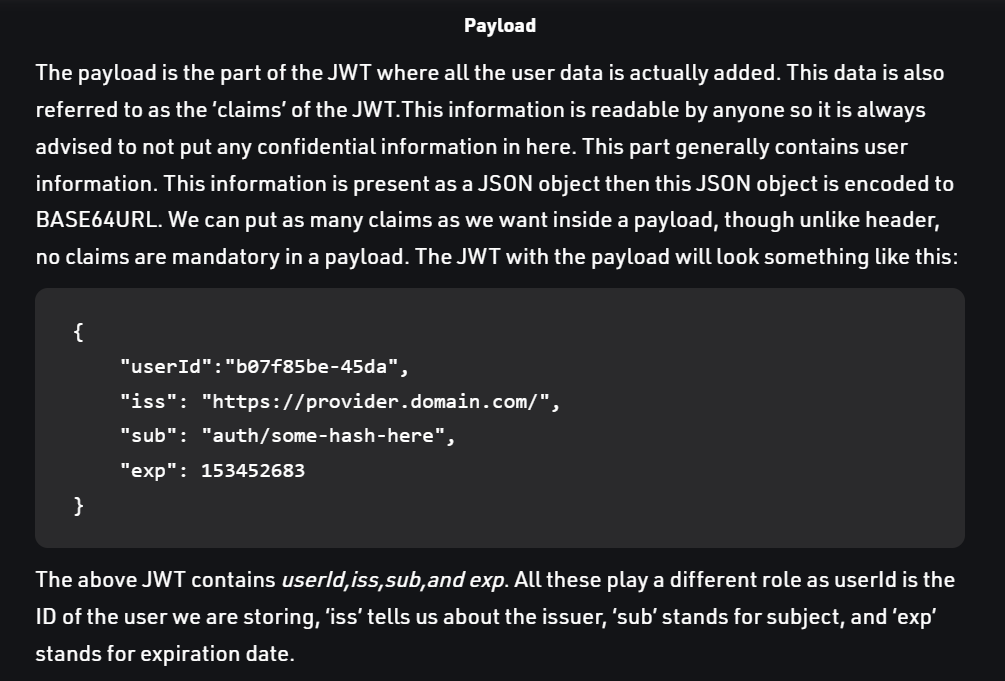 Payload
The payload is the part of the JWT where all the user data is actually added. This data is also
referred to as the ‘claims’ of the JWT.This information is readable by anyone so it is always
advised to not put any confidential information in here. This part generally contains user
information. This information is present as a JSON object then this JSON object is encoded to
BASE64URL. We can put as many claims as we want inside a payload, though unlike header,
no claims are mandatory in a payload. The JWT with the payload will look something like this:
{
"userId":"b07f85be-45da",
"iss": "https://provider.domain.com/",
"sub": "auth/some-hash-here",
"exp": 153452683
}
The above JWT contains userId,iss,sub,and exp. All these play a different role as userId is the
ID of the user we are storing, ‘iss’ tells us about the issuer, ‘sub’ stands for subject, and ‘exp’
stands for expiration date.